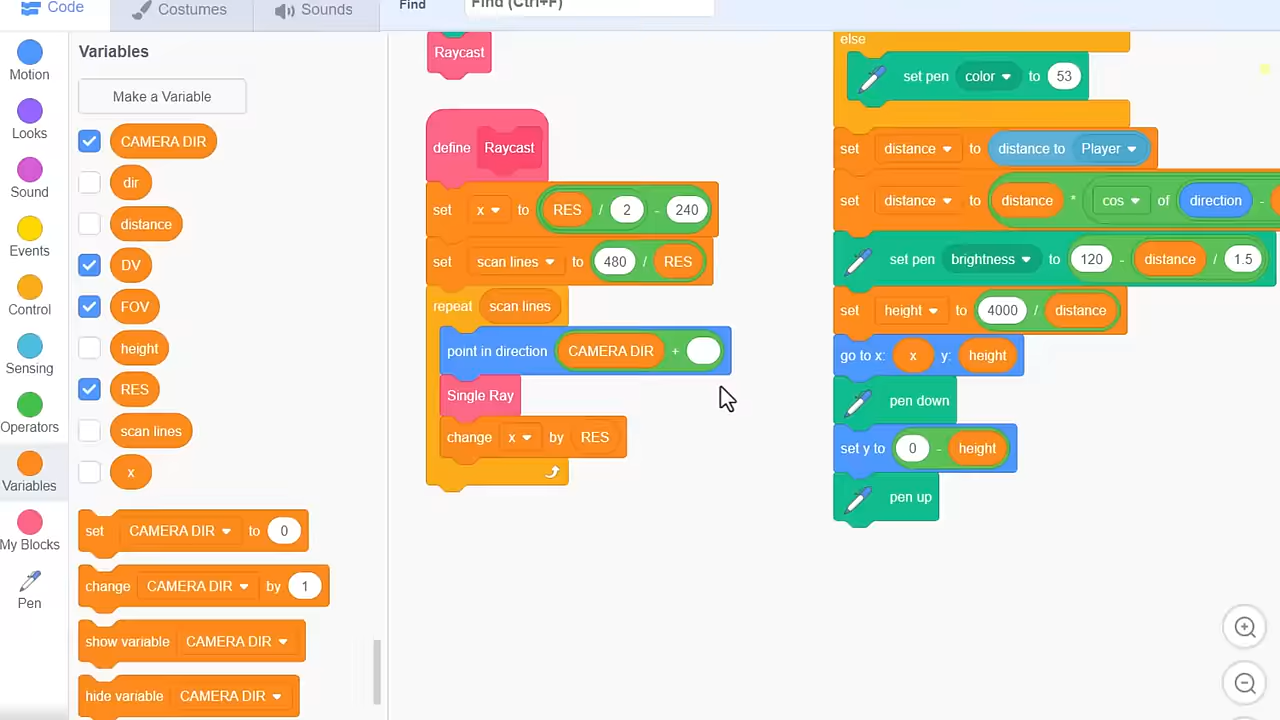 Code
Costumes
Sounds
Find
Find (Ctrl+F)
Motion
Looks
Sound
Events
Control
Sensing
Operators
Variables
My Blocks
Pen
Variables
Make a Variable
CAMERA DIR
dir
distance
DV
FOV
height
RES
scan lines
x
set CAMERA DIR to 0
change CAMERA DIR by 1
show variable CAMERA DIR
hide variable CAMERA DIR
Raycast
define Raycast
set x to RES / 2 - 240
set scan lines to 480 / RES
repeat scan lines
point in direction CAMERA DIR +
Single Ray
change x by RES
else
set pen color to 53
set distance to distance to Player
set distance to distance * cos of direction -
set pen brightness to 120 - distance / 1.5
set height to 4000 / distance
go to x: x y: height
pen down
set y to 0 - height
pen up